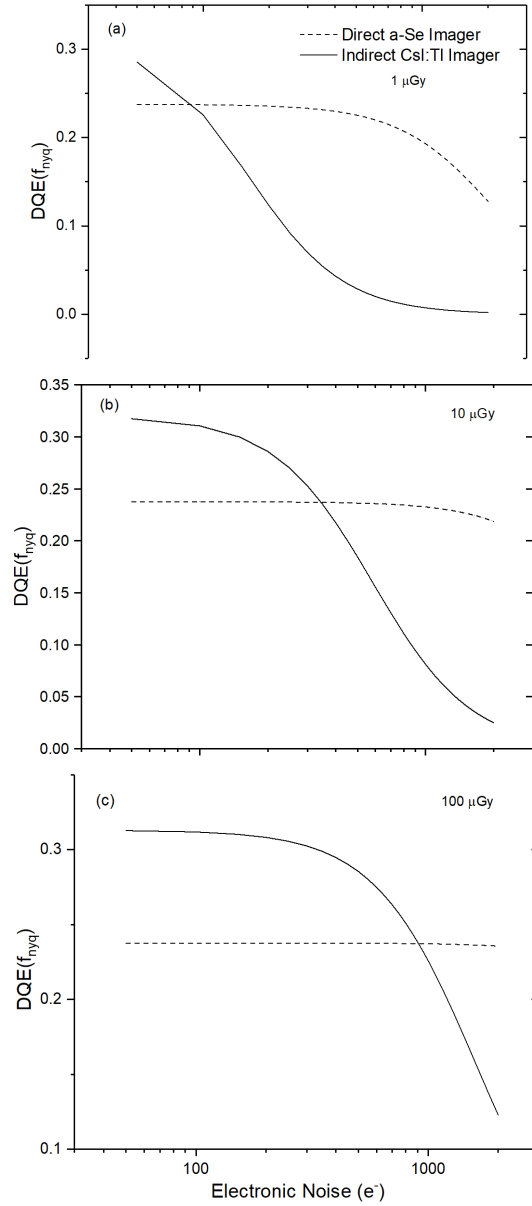 (a)
Direct a-Se Imager
Indirect CsI:Tl Imager
1 μGy
0.3
0.2
0.1
0.0
DQE(fnyq)
(b)
10 μGy
0.35
0.30
0.25
0.20
0.15
0.10
0.05
0.00
DQE(fnyq)
(c)
100 μGy
0.3
0.2
0.1
DQE(fnyq)
100 1000
Electronic Noise (e⁻)